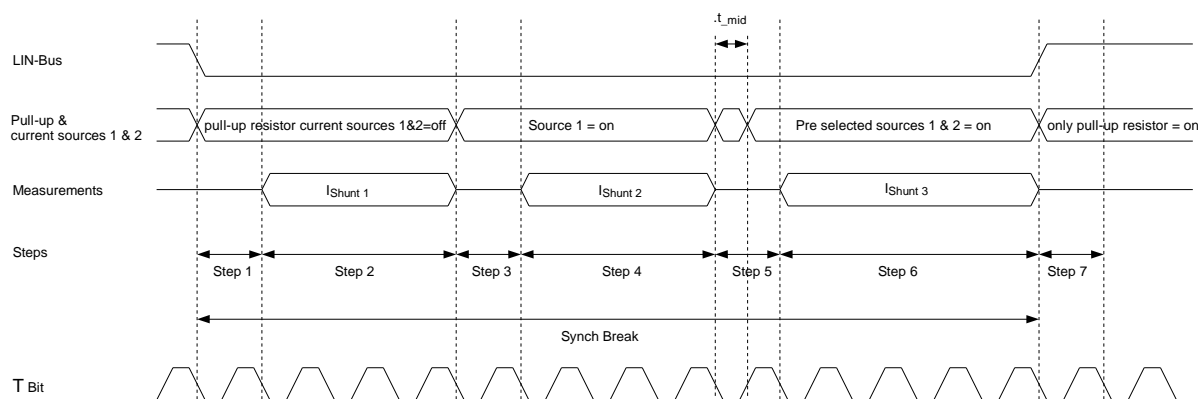 .t_mid
LIN-Bus
Pull-up &
current sources 1 & 2
pull-up resistor current sources 1&2=off
Source 1 = on
Pre selected sources 1 & 2 = on
only pull-up resistor = on
Measurements
IShunt 1
IShunt 2
IShunt 3
Steps
Step 1
Step 2
Step 3
Step 4
Step 5
Step 6
Step 7
Synch Break
T Bit